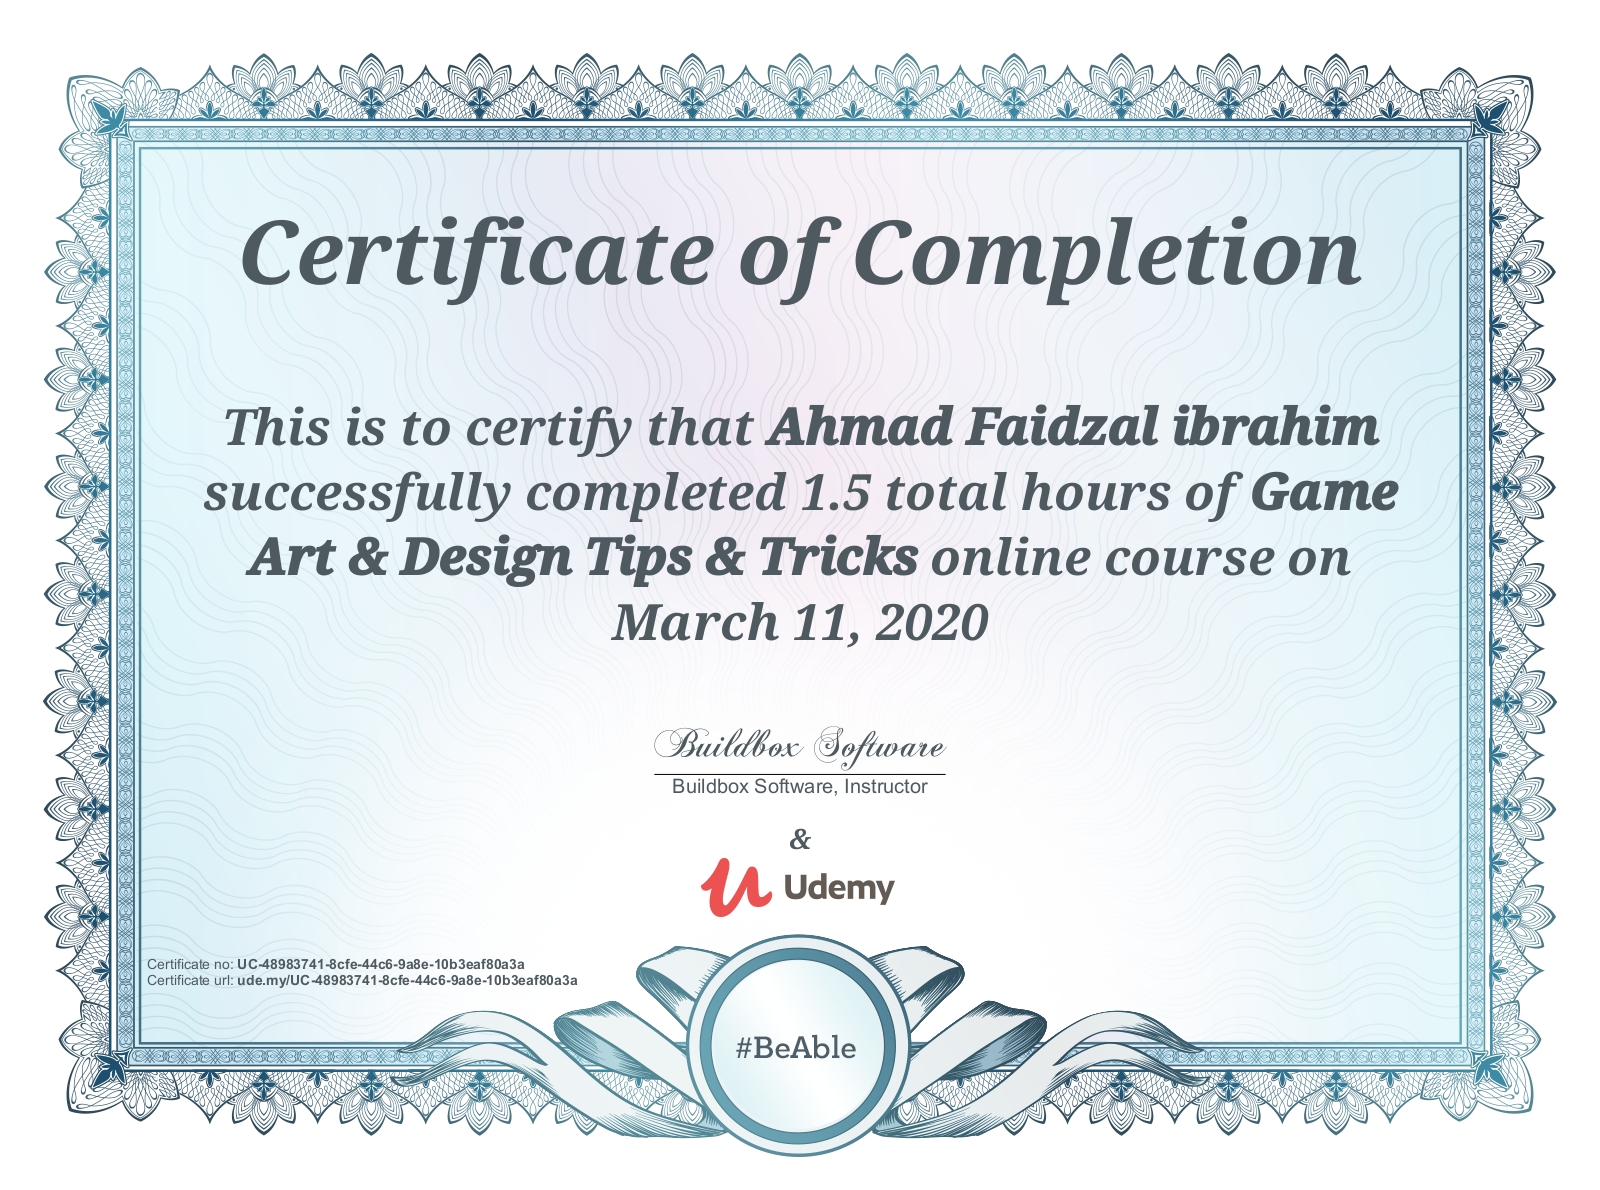 Certificate of Completion
This is to certify that Ahmad Faidzal ibrahim
successfully completed 1.5 total hours of Game
Art & Design Tips & Tricks online course on
March 11, 2020
Buildbox Software
Buildbox Software, Instructor
&
Udemy
Certificate no: UC-48983741-8cfe-44c6-9a8e-10b3eaf80a3a
Certificate url: ude.my/UC-48983741-8cfe-44c6-9a8e-10b3eaf80a3a
#BeAble